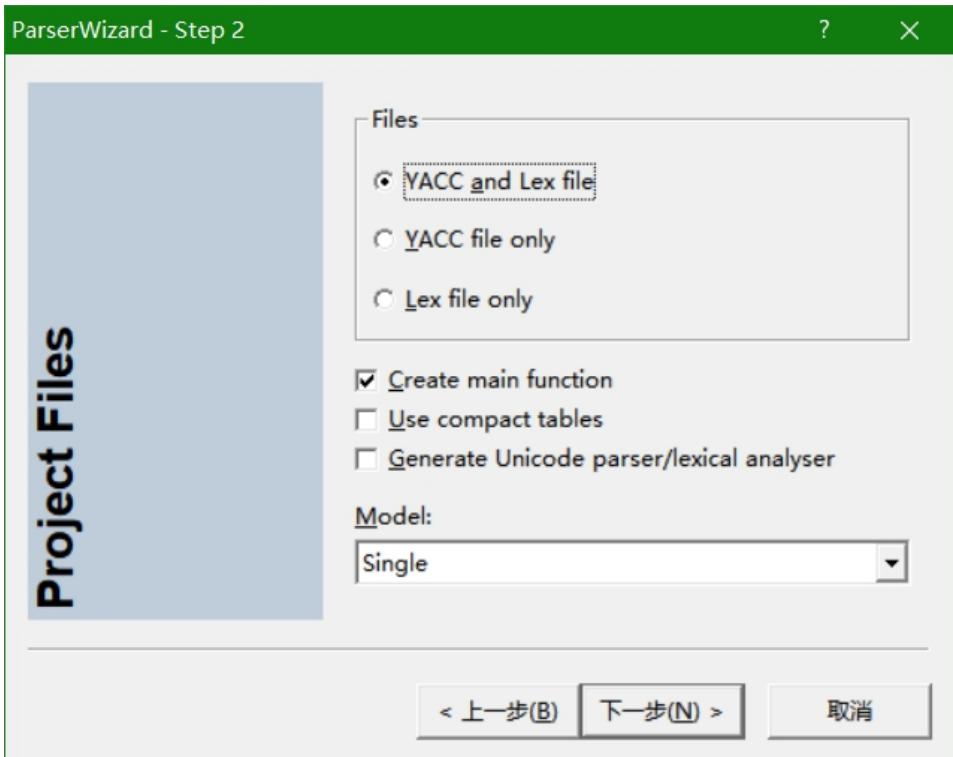 ParserWizard - Step 2
?
Project Files
Files
YACC and Lex file
YACC file only
Lex file only
Create main function
Use compact tables
Generate Unicode parser/lexical analyser
Model:
Single
< 上一步(B)
下一步(N) >
取消